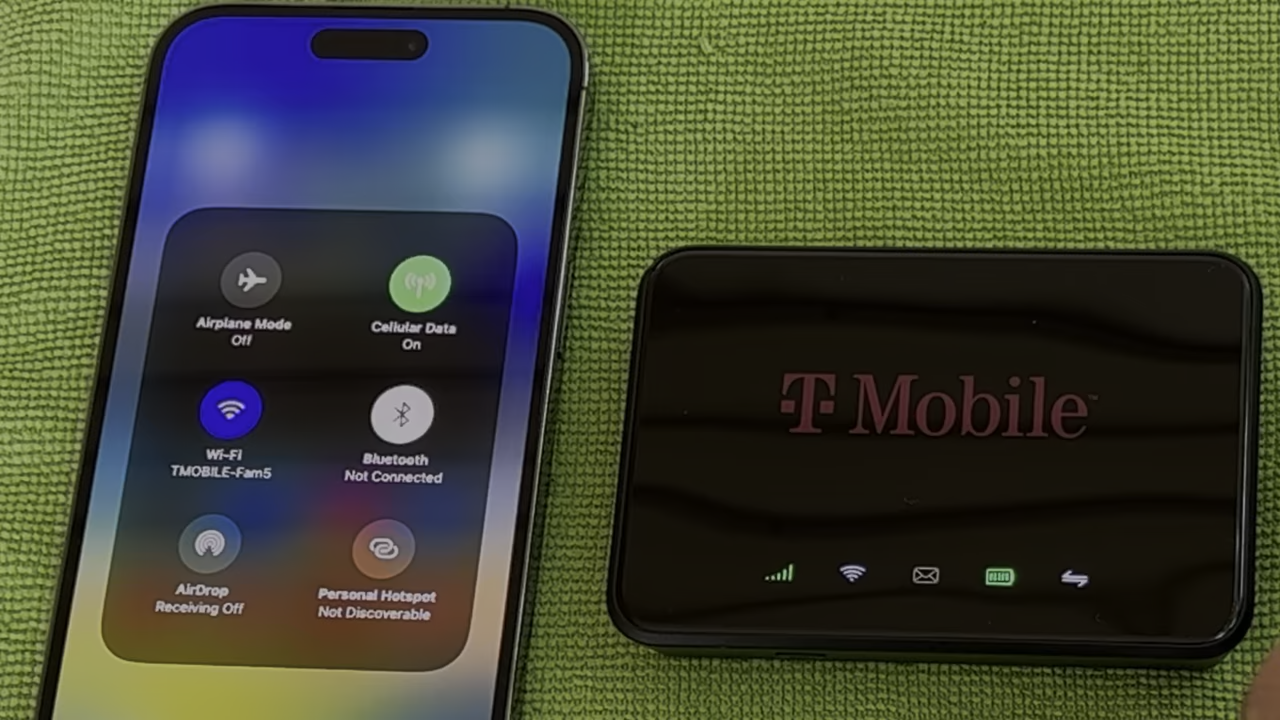 Airplane Mode
Off
Cellular Data
On
Wi-Fi
TMOBILE-Fam5
Bluetooth
Not Connected
AirDrop
Receiving Off
Personal Hotspot
Not Discoverable
T Mobile™